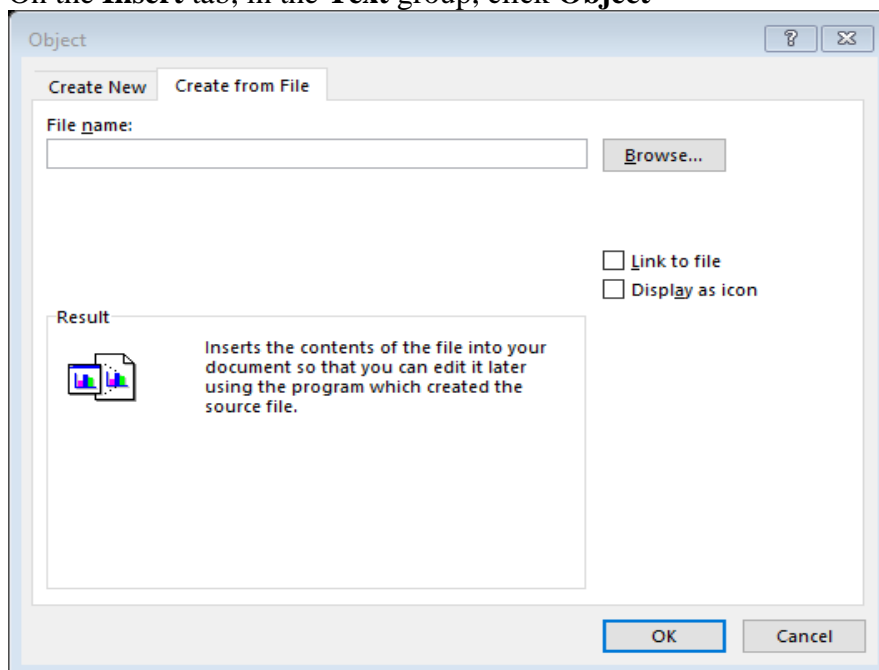 On the Insert tab, in the Text group, click Object
Object
Create New Create from File
File name:
Browse...
Link to file
Display as icon
Result
Inserts the contents of the file into your
document so that you can edit it later
using the program which created the
source file.
OK Cancel